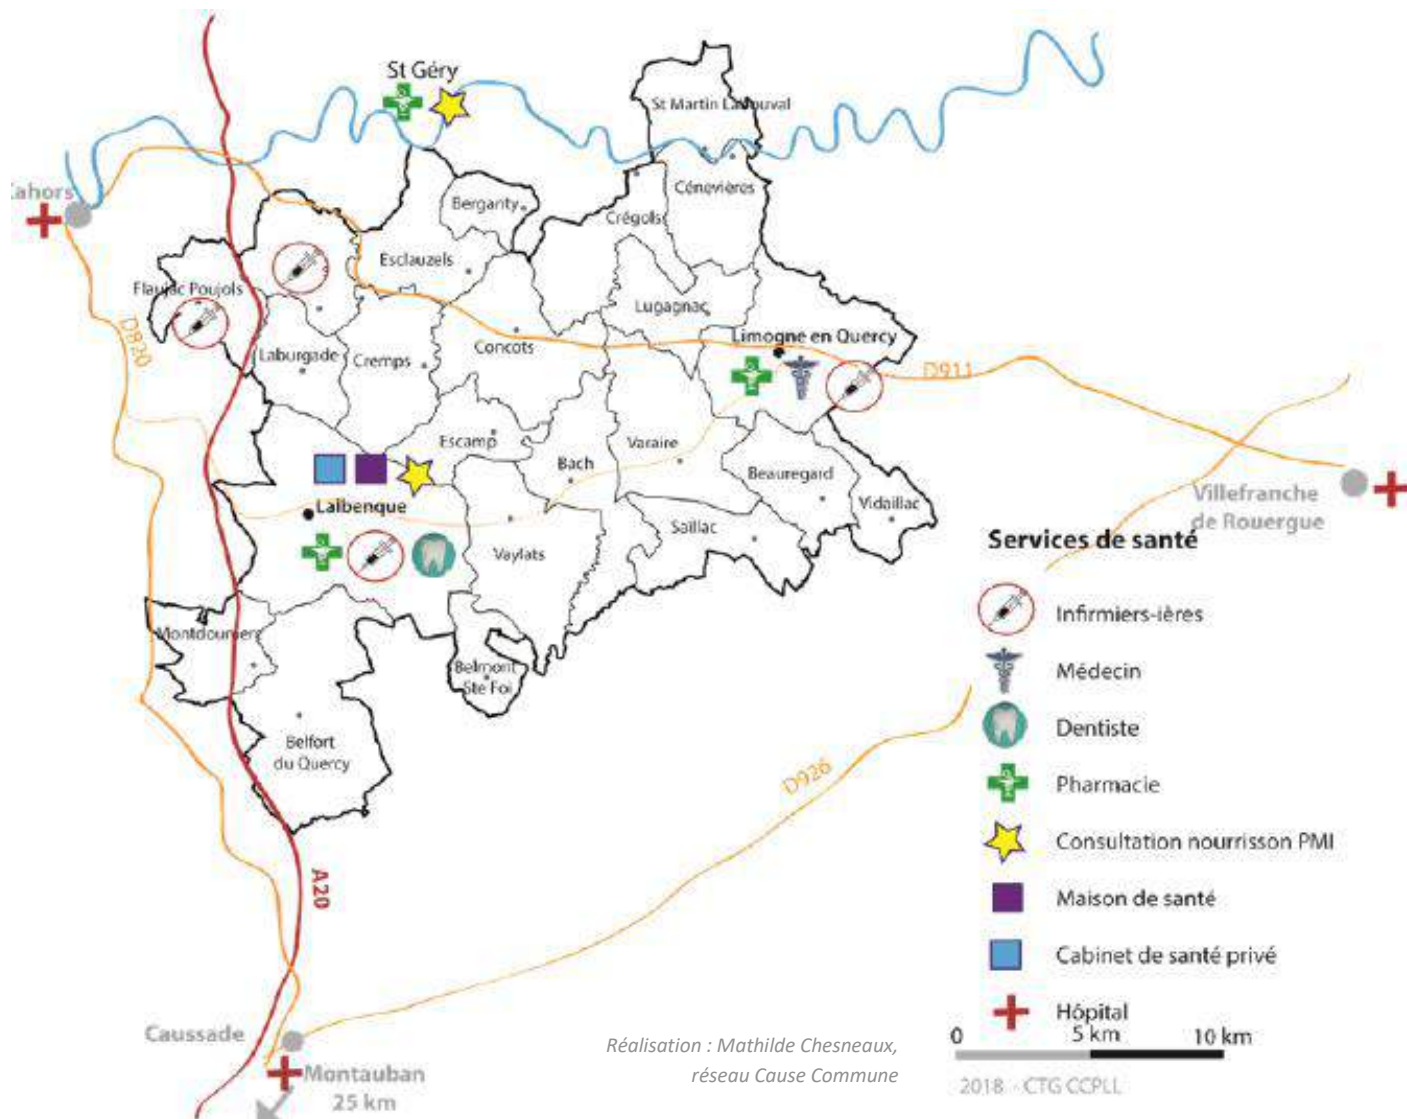 St Géry
St Martin Labouval
Cahors
Cénevières
Berganty
Crégols
Esclauzels
Flaujac Poujols
Lugagnac
D820
Limogne en Quercy
Laburgade
Cremps
Concots
D911
Escamp
Varaire
Bach
Beauregard
Vidaillac
Villefranche
de Rouergue
Lalbenque
Saillac
Vaylats
Services de santé
Infirmiers-ières
Montdoumerc
Médecin
Belmont
Ste Foi
Dentiste
Belfort
du Quercy
D926
Pharmacie
Consultation nourrisson PMI
A20
Maison de santé
Cabinet de santé privé
Hôpital
Caussade
0
5 km
10 km
Réalisation : Mathilde Chesneaux,
réseau Cause Commune
Montauban
25 km
2018 - CTG CCPLL